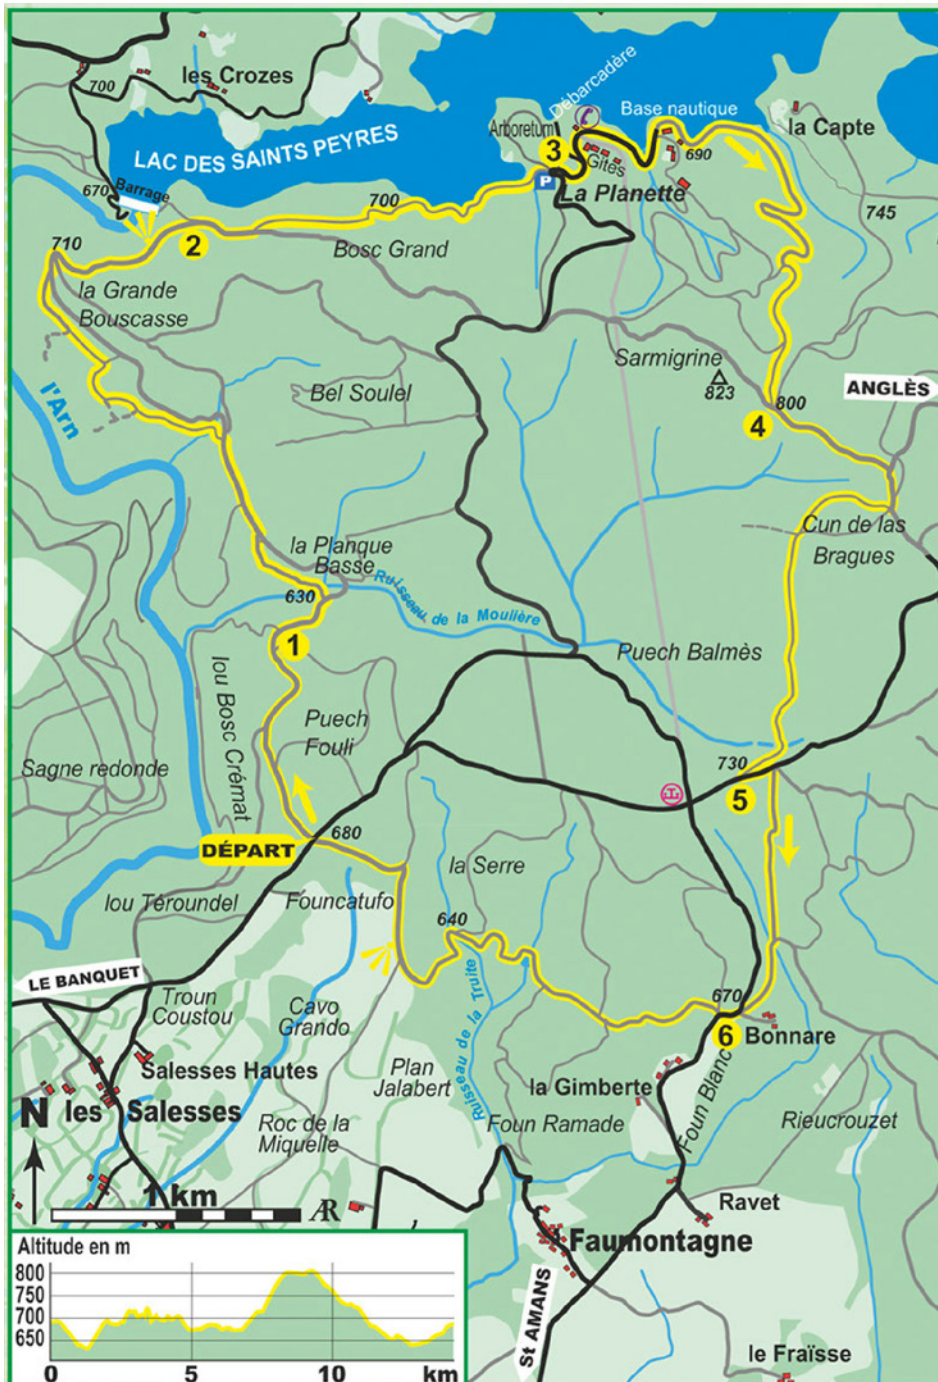 les Crozes
700
Débarcadère
Base nautique
la Capte
Arboretum
3
Gîtes
690
LAC DES SAINTS PEYRES
P
La Planette
670
Barrage
700
745
710
2
Bosc Grand
la Grande
Bouscasse
Sarmigrine
823
800
ANGLÈS
l'Arn
Bel Soulel
4
la Planque
Basse
Cun de las
Bragues
630
Ruisseau de la Moulière
1
Puech Balmès
lou Bosc Crémat
Puech
Fouli
Sagne redonde
730
5
DÉPART
680
la Serre
lou Téroundel
Founcatufo
640
LE BANQUET
Troun
Coustou
Cavo
Grando
Ruisseau de la Truite
670
6
Bonnare
Salesses Hautes
Plan
Jalabert
la Gimberte
Foun Blanc
N
les Salesses
Roc de la
Miquelle
Foun Ramade
Rieucrouzet
1 km
Ravet
Faumontagne
St AMANS
le Fraïsse
Altitude en m
800
750
700
650
0
5
10
km